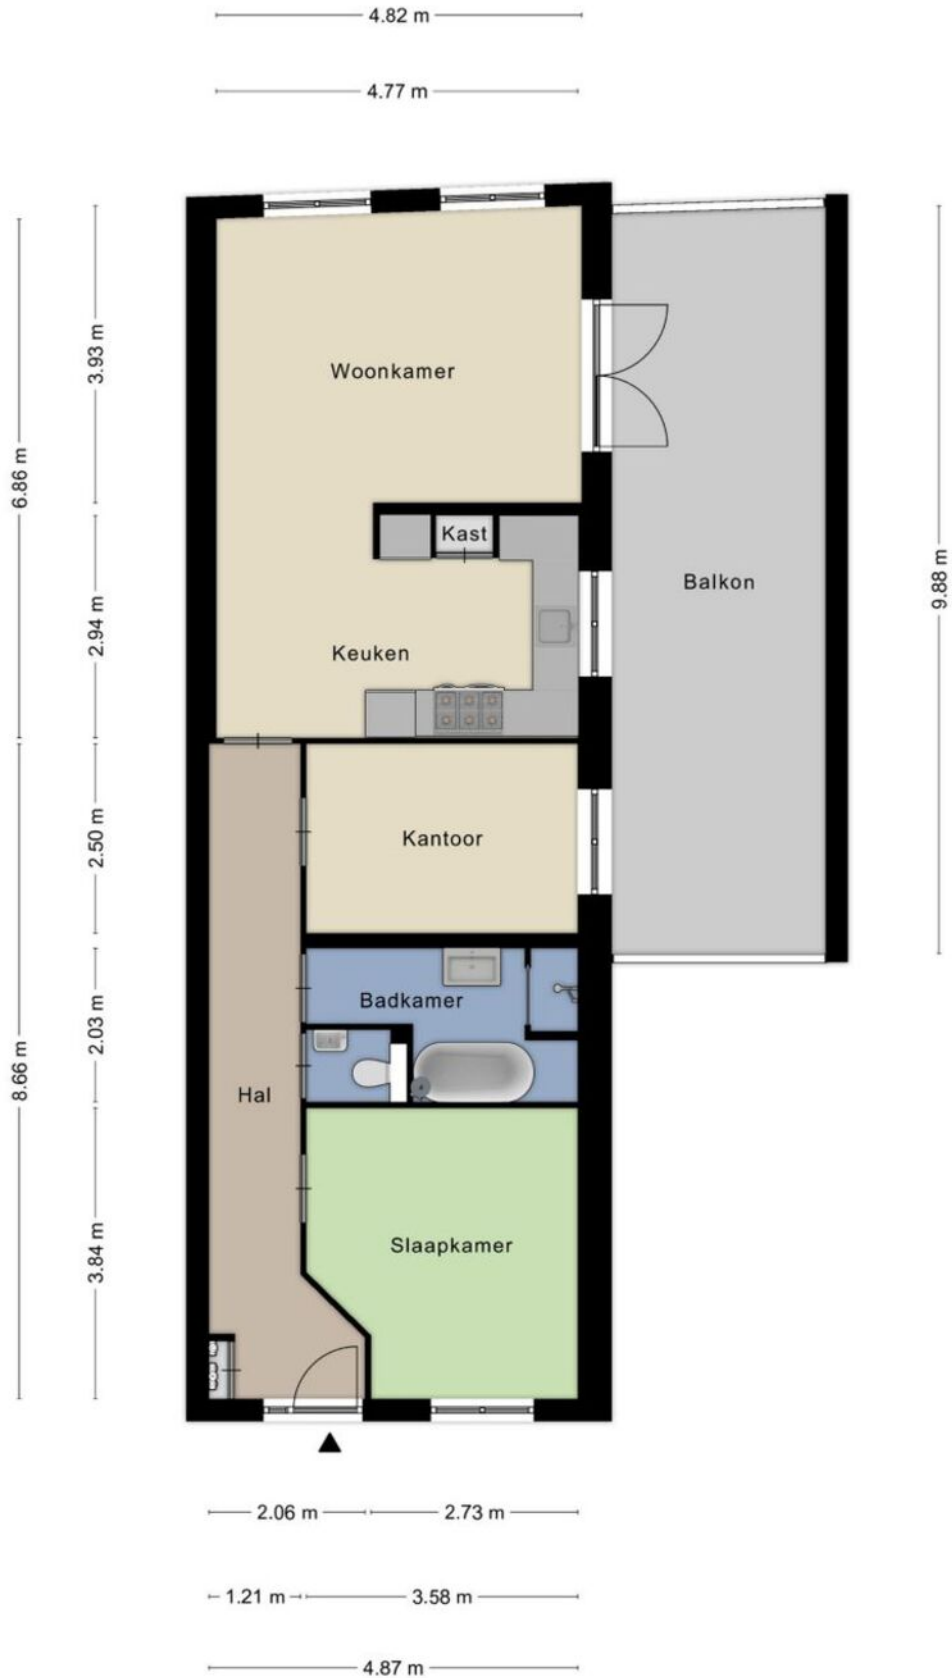 4.82 m
4.77 m
Woonkamer
3.93 m
6.86 m
Kast
Balkon
9.88 m
2.94 m
Keuken
Kantoor
2.50 m
Badkamer
2.03 m
8.66 m
Hal
Slaapkamer
3.84 m
2.06 m
2.73 m
1.21 m
3.58 m
4.87 m